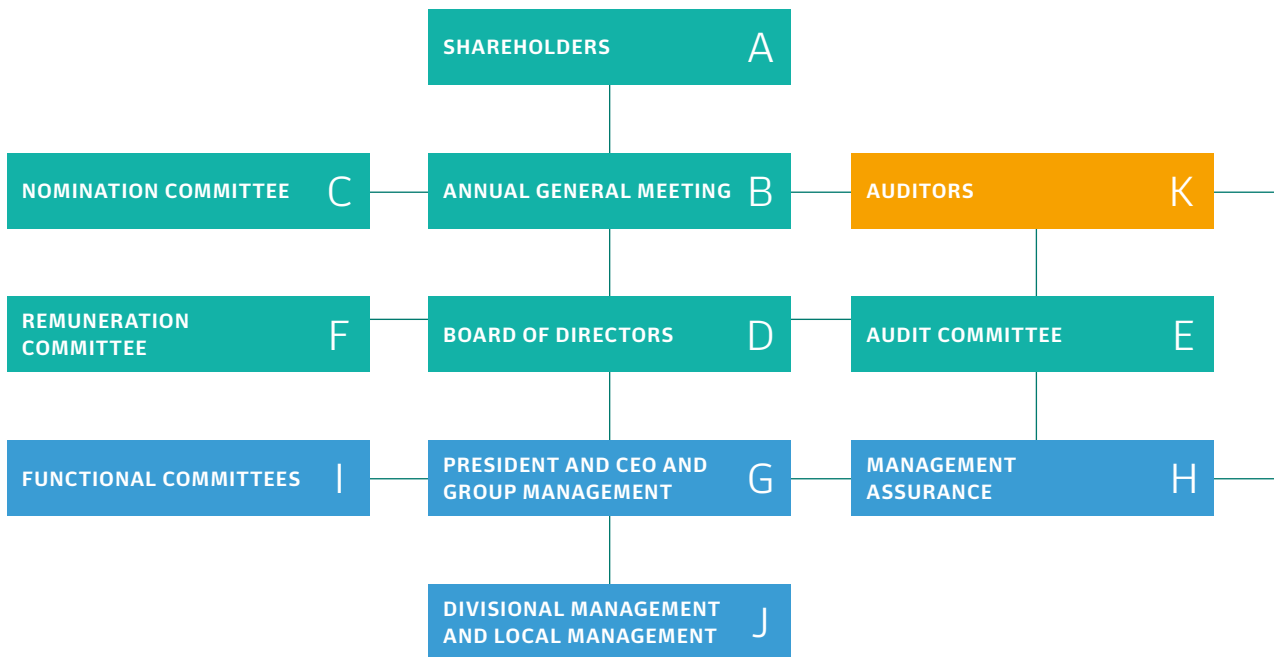 SHAREHOLDERS A
NOMINATION COMMITTEE C
ANNUAL GENERAL MEETING B
AUDITORS K
REMUNERATION
COMMITTEE F
BOARD OF DIRECTORS D
AUDIT COMMITTEE E
FUNCTIONAL COMMITTEES I
PRESIDENT AND CEO AND
GROUP MANAGEMENT G
MANAGEMENT
ASSURANCE H
DIVISIONAL MANAGEMENT
AND LOCAL MANAGEMENT J